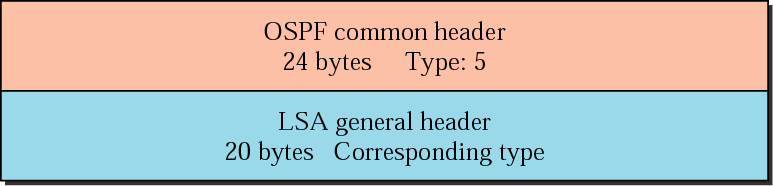 OSPF common header
24 bytes Type: 5
LSA general header
20 bytes Corresponding type